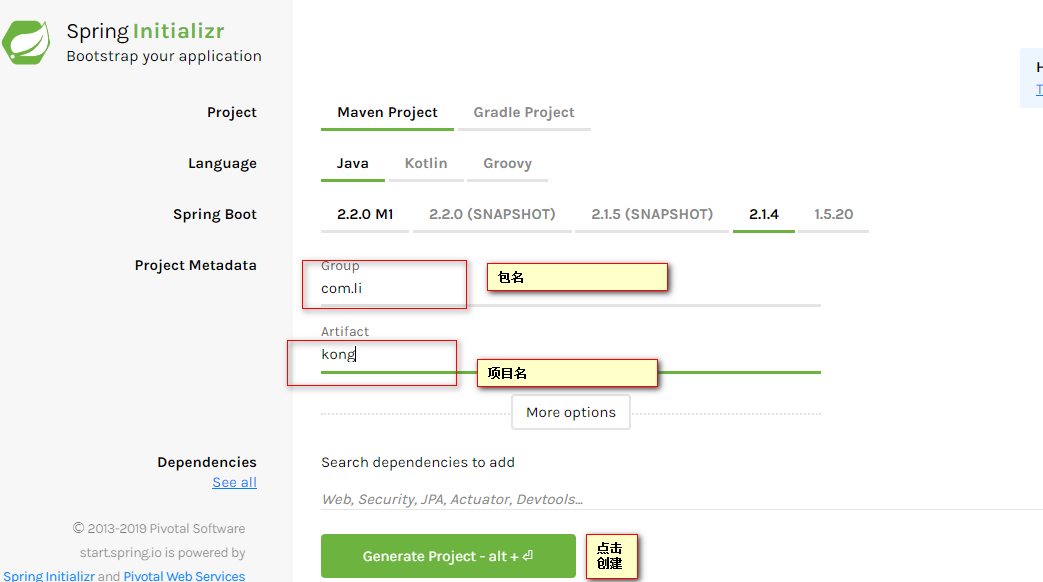 Spring Initializr
Bootstrap your application
H
T
Project
Maven Project Gradle Project
Language
Java Kotlin Groovy
Spring Boot
2.2.0 M1 2.2.0 (SNAPSHOT) 2.1.5 (SNAPSHOT) 2.1.4 1.5.20
Project Metadata
Group
com.li
包名
Artifact
kong
项目名
More options
Dependencies
See all
Search dependencies to add
Web, Security, JPA, Actuator, Devtools...
Generate Project - alt + ⏎
点击
创建
© 2013-2019 Pivotal Software
start.spring.io is powered by
Spring Initializr and Pivotal Web Services